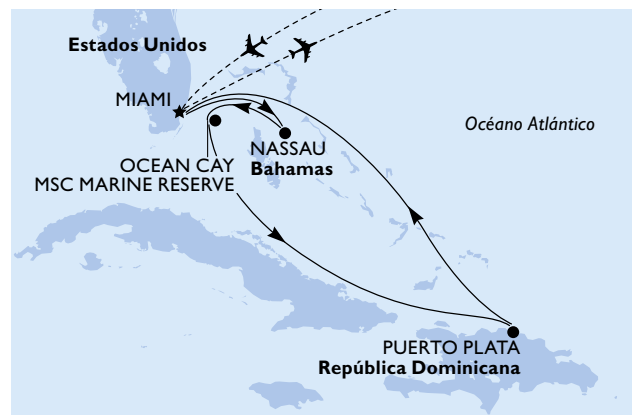 Estados Unidos
MIAMI
Océano Atlántico
NASSAU
Bahamas
OCEAN CAY
MSC MARINE RESERVE
PUERTO PLATA
República Dominicana